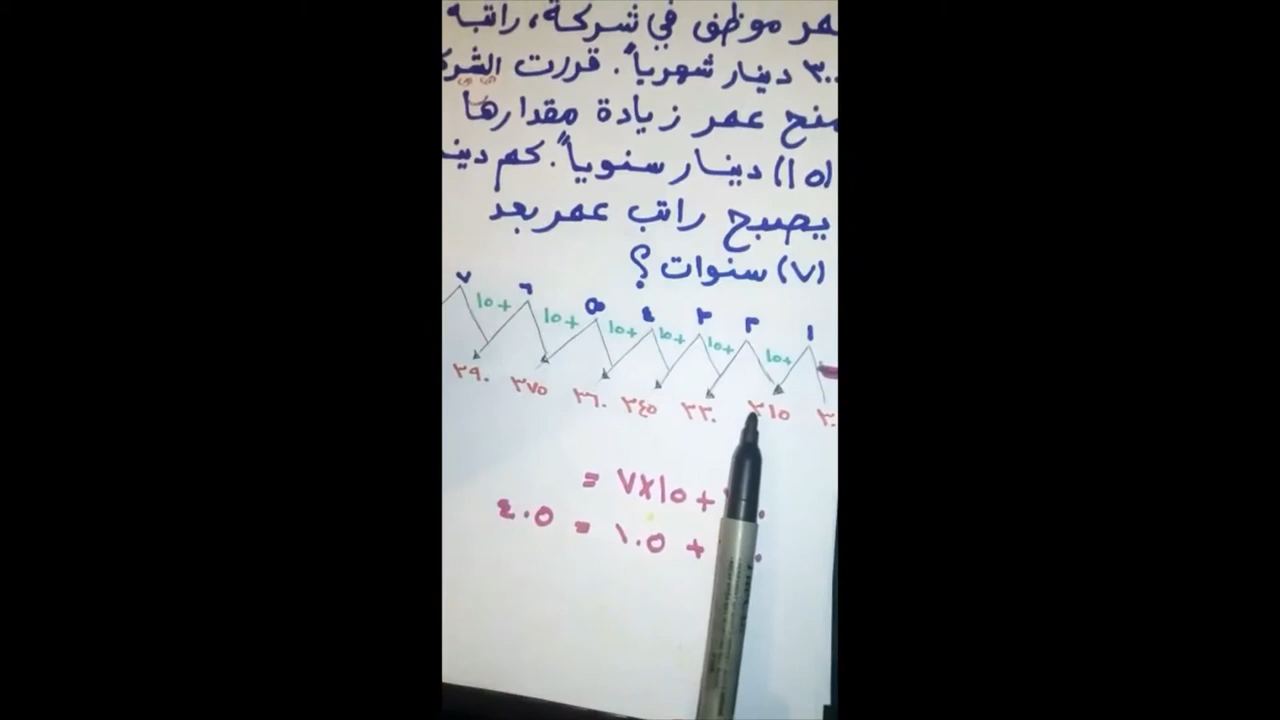 عمر موظف في شركة، راتبه
٣٠٠ دينار شهرياً. قررت الشركة
منح عمر زيادة مقدارها
(١٥) دينار سنوياً. كم دينار
يصبح راتب عمر بعد
(٧) سنوات؟
١ ٢ ٣ ٤ ٥ ٦ ٧
+١٥ +١٥ +١٥ +١٥ +١٥ +١٥
٣١٥ ٣٣٠ ٣٤٥ ٣٦٠ ٣٧٥ ٣٩٠
+ ١٥×٧ =
+ ١٠٥ = ٤٠٥